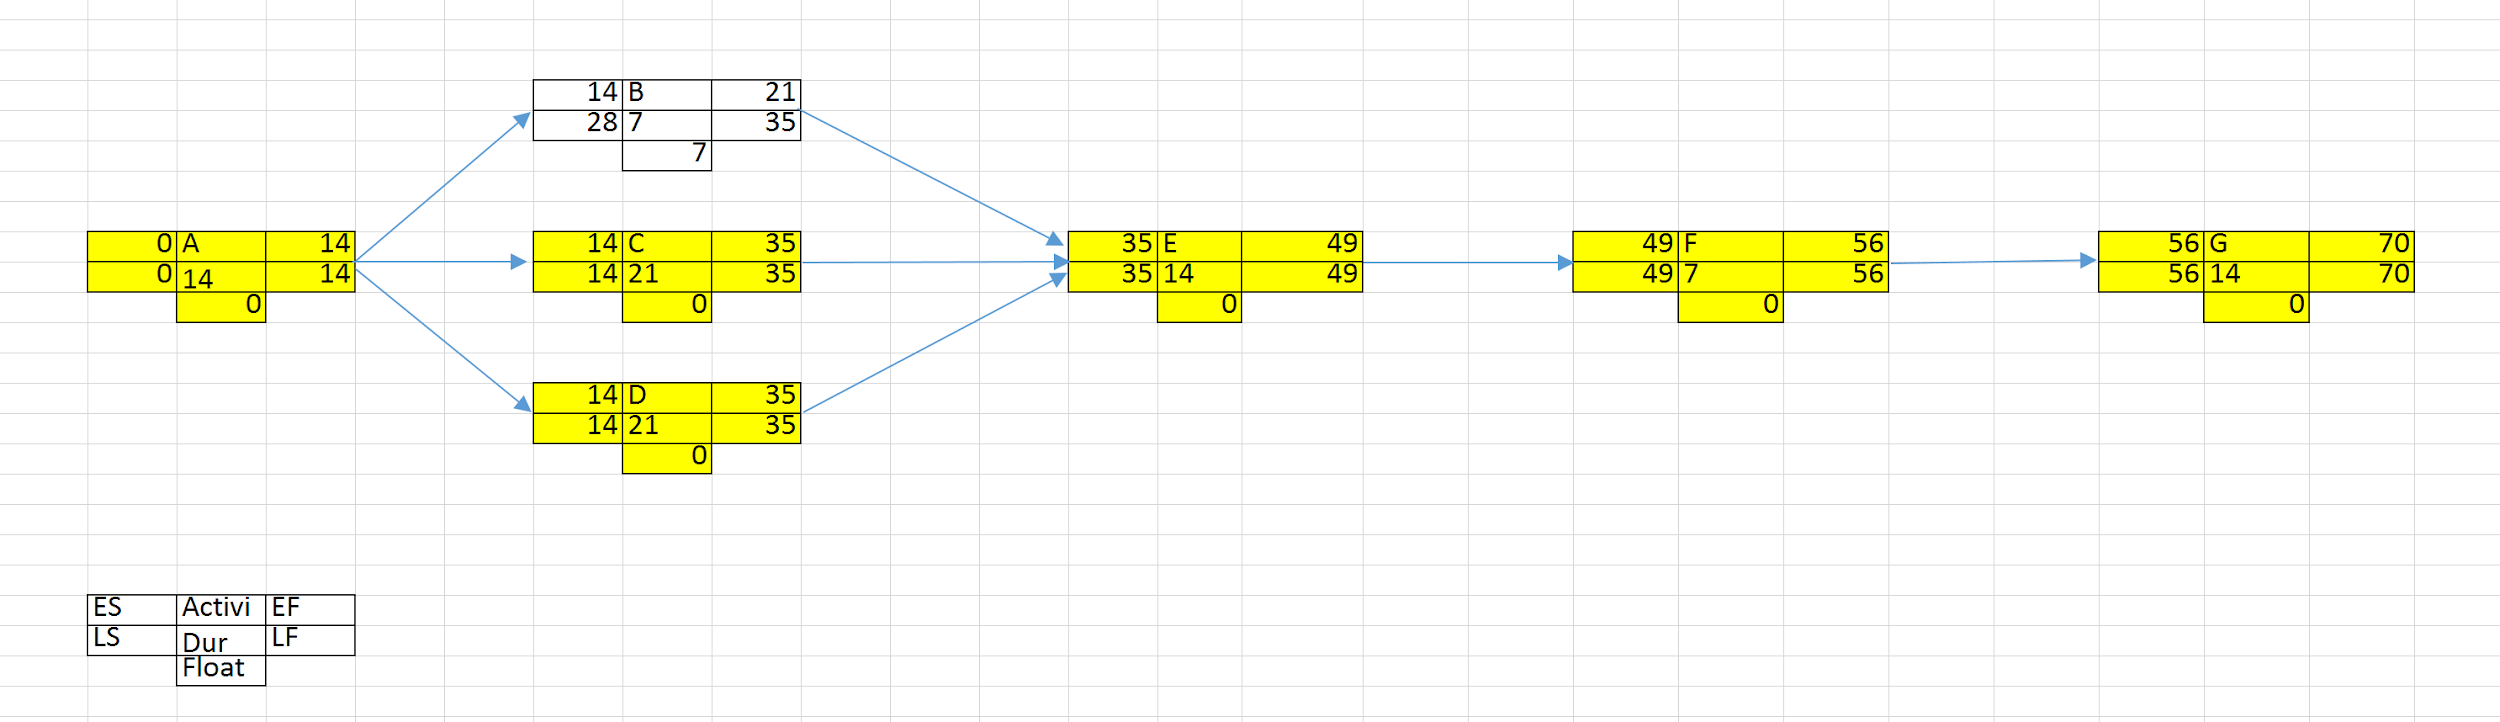 14 B 21
28 7 35
7
0 A 14
0 14 14
0
14 C 35
14 21 35
0
35 E 49
35 14 49
0
49 F 56
49 7 56
0
56 G 70
56 14 70
0
14 D 35
14 21 35
0
ES Activi EF
LS Dur LF
Float